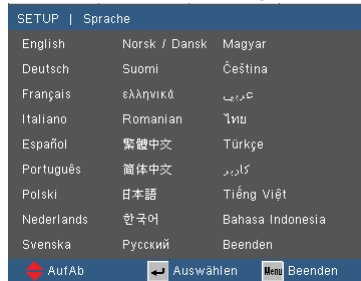 SETUP | Sprache
English Norsk / Dansk Magyar
Deutsch Suomi Čeština
Français ελληνικά عربي
Italiano Romanian ไทย
Español 繁體中文 Türkçe
Português 简体中文 کاربر
Polski 日本語 Tiếng Việt
Nederlands 한국어 Bahasa Indonesia
Svenska Русский Beenden
AufAb Auswählen Menu Beenden